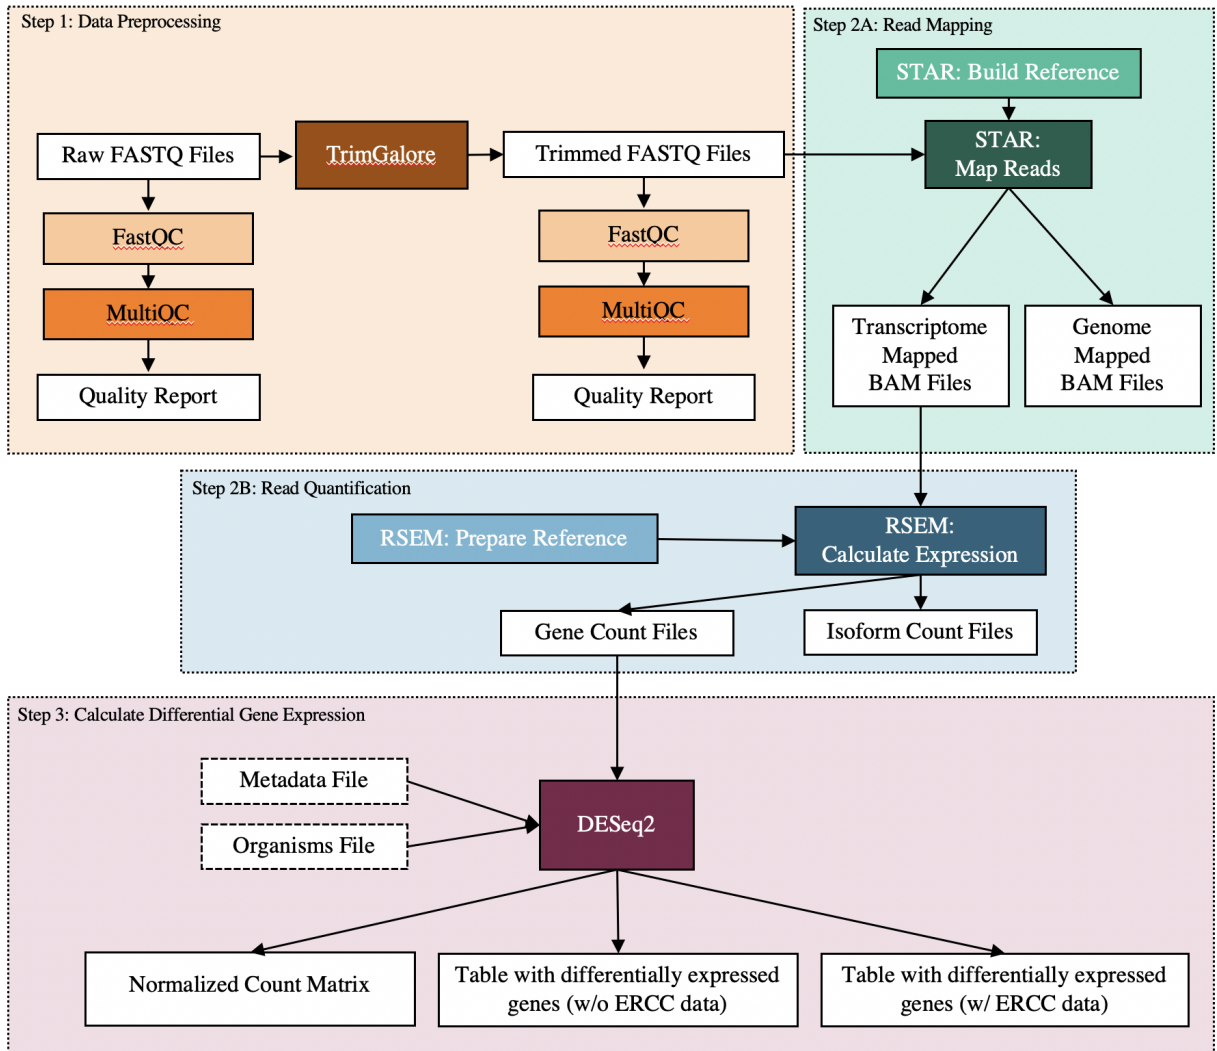 Step 1: Data Preprocessing
Raw FASTQ Files
TrimGalore
Trimmed FASTQ Files
FastQC
MultiQC
Quality Report
FastQC
MultiQC
Quality Report
Step 2A: Read Mapping
STAR: Build Reference
STAR:
Map Reads
Transcriptome
Mapped
BAM Files
Genome
Mapped
BAM Files
Step 2B: Read Quantification
RSEM: Prepare Reference
RSEM:
Calculate Expression
Gene Count Files
Isoform Count Files
Step 3: Calculate Differential Gene Expression
Metadata File
Organisms File
DESeq2
Normalized Count Matrix
Table with differentially expressed
genes (w/o ERCC data)
Table with differentially expressed
genes (w/ ERCC data)